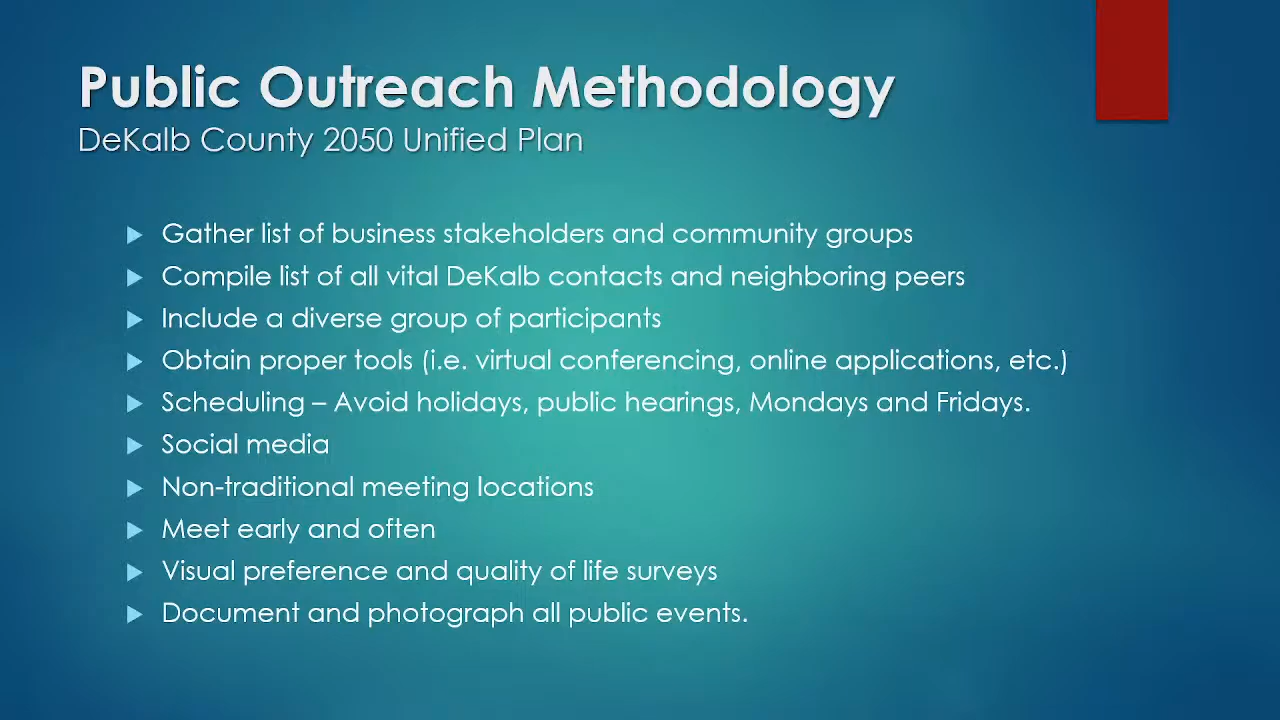 Public Outreach Methodology
DeKalb County 2050 Unified Plan
Gather list of business stakeholders and community groups
Compile list of all vital DeKalb contacts and neighboring peers
Include a diverse group of participants
Obtain proper tools (i.e. virtual conferencing, online applications, etc.)
Scheduling – Avoid holidays, public hearings, Mondays and Fridays.
Social media
Non-traditional meeting locations
Meet early and often
Visual preference and quality of life surveys
Document and photograph all public events.